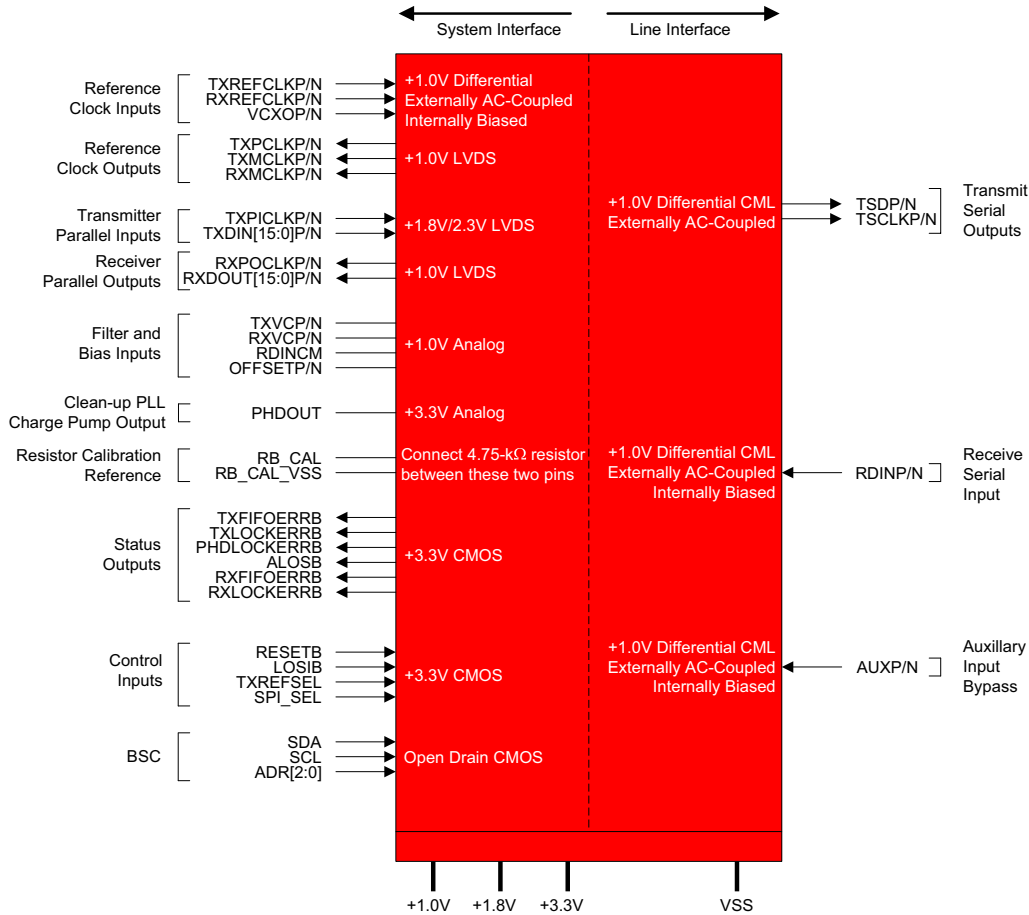 System Interface
Line Interface
Reference
Clock Inputs
TXREFCLKP/N
RXREFCLKP/N
VCXOP/N
+1.0V Differential
Externally AC-Coupled
Internally Biased
Reference
Clock Outputs
TXPCLKP/N
TXMCLKP/N
RXMCLKP/N
+1.0V LVDS
Transmitter
Parallel Inputs
TXPICLKP/N
TXDIN[15:0]P/N
+1.8V/2.3V LVDS
+1.0V Differential CML
Externally AC-Coupled
TSDP/N
TSCLKP/N
Transmit
Serial
Outputs
Receiver
Parallel Outputs
RXPOCLKP/N
RXDOUT[15:0]P/N
+1.0V LVDS
Filter and
Bias Inputs
TXVCP/N
RXVCP/N
RDINCM
OFFSETP/N
+1.0V Analog
Clean-up PLL
Charge Pump Output
PHDOUT
+3.3V Analog
Resistor Calibration
Reference
RB_CAL
RB_CAL_VSS
Connect 4.75-kΩ resistor
between these two pins
+1.0V Differential CML
Externally AC-Coupled
Internally Biased
RDINP/N
Receive
Serial
Input
Status
Outputs
TXFIFOERRB
TXLOCKERRB
PHDLOCKERRB
ALOSB
RXFIFOERRB
RXLOCKERRB
+3.3V CMOS
Control
Inputs
RESETB
LOSIB
TXREFSEL
SPI_SEL
+3.3V CMOS
+1.0V Differential CML
Externally AC-Coupled
Internally Biased
AUXP/N
Auxillary
Input
Bypass
BSC
SDA
SCL
ADR[2:0]
Open Drain CMOS
+1.0V
+1.8V
+3.3V
VSS